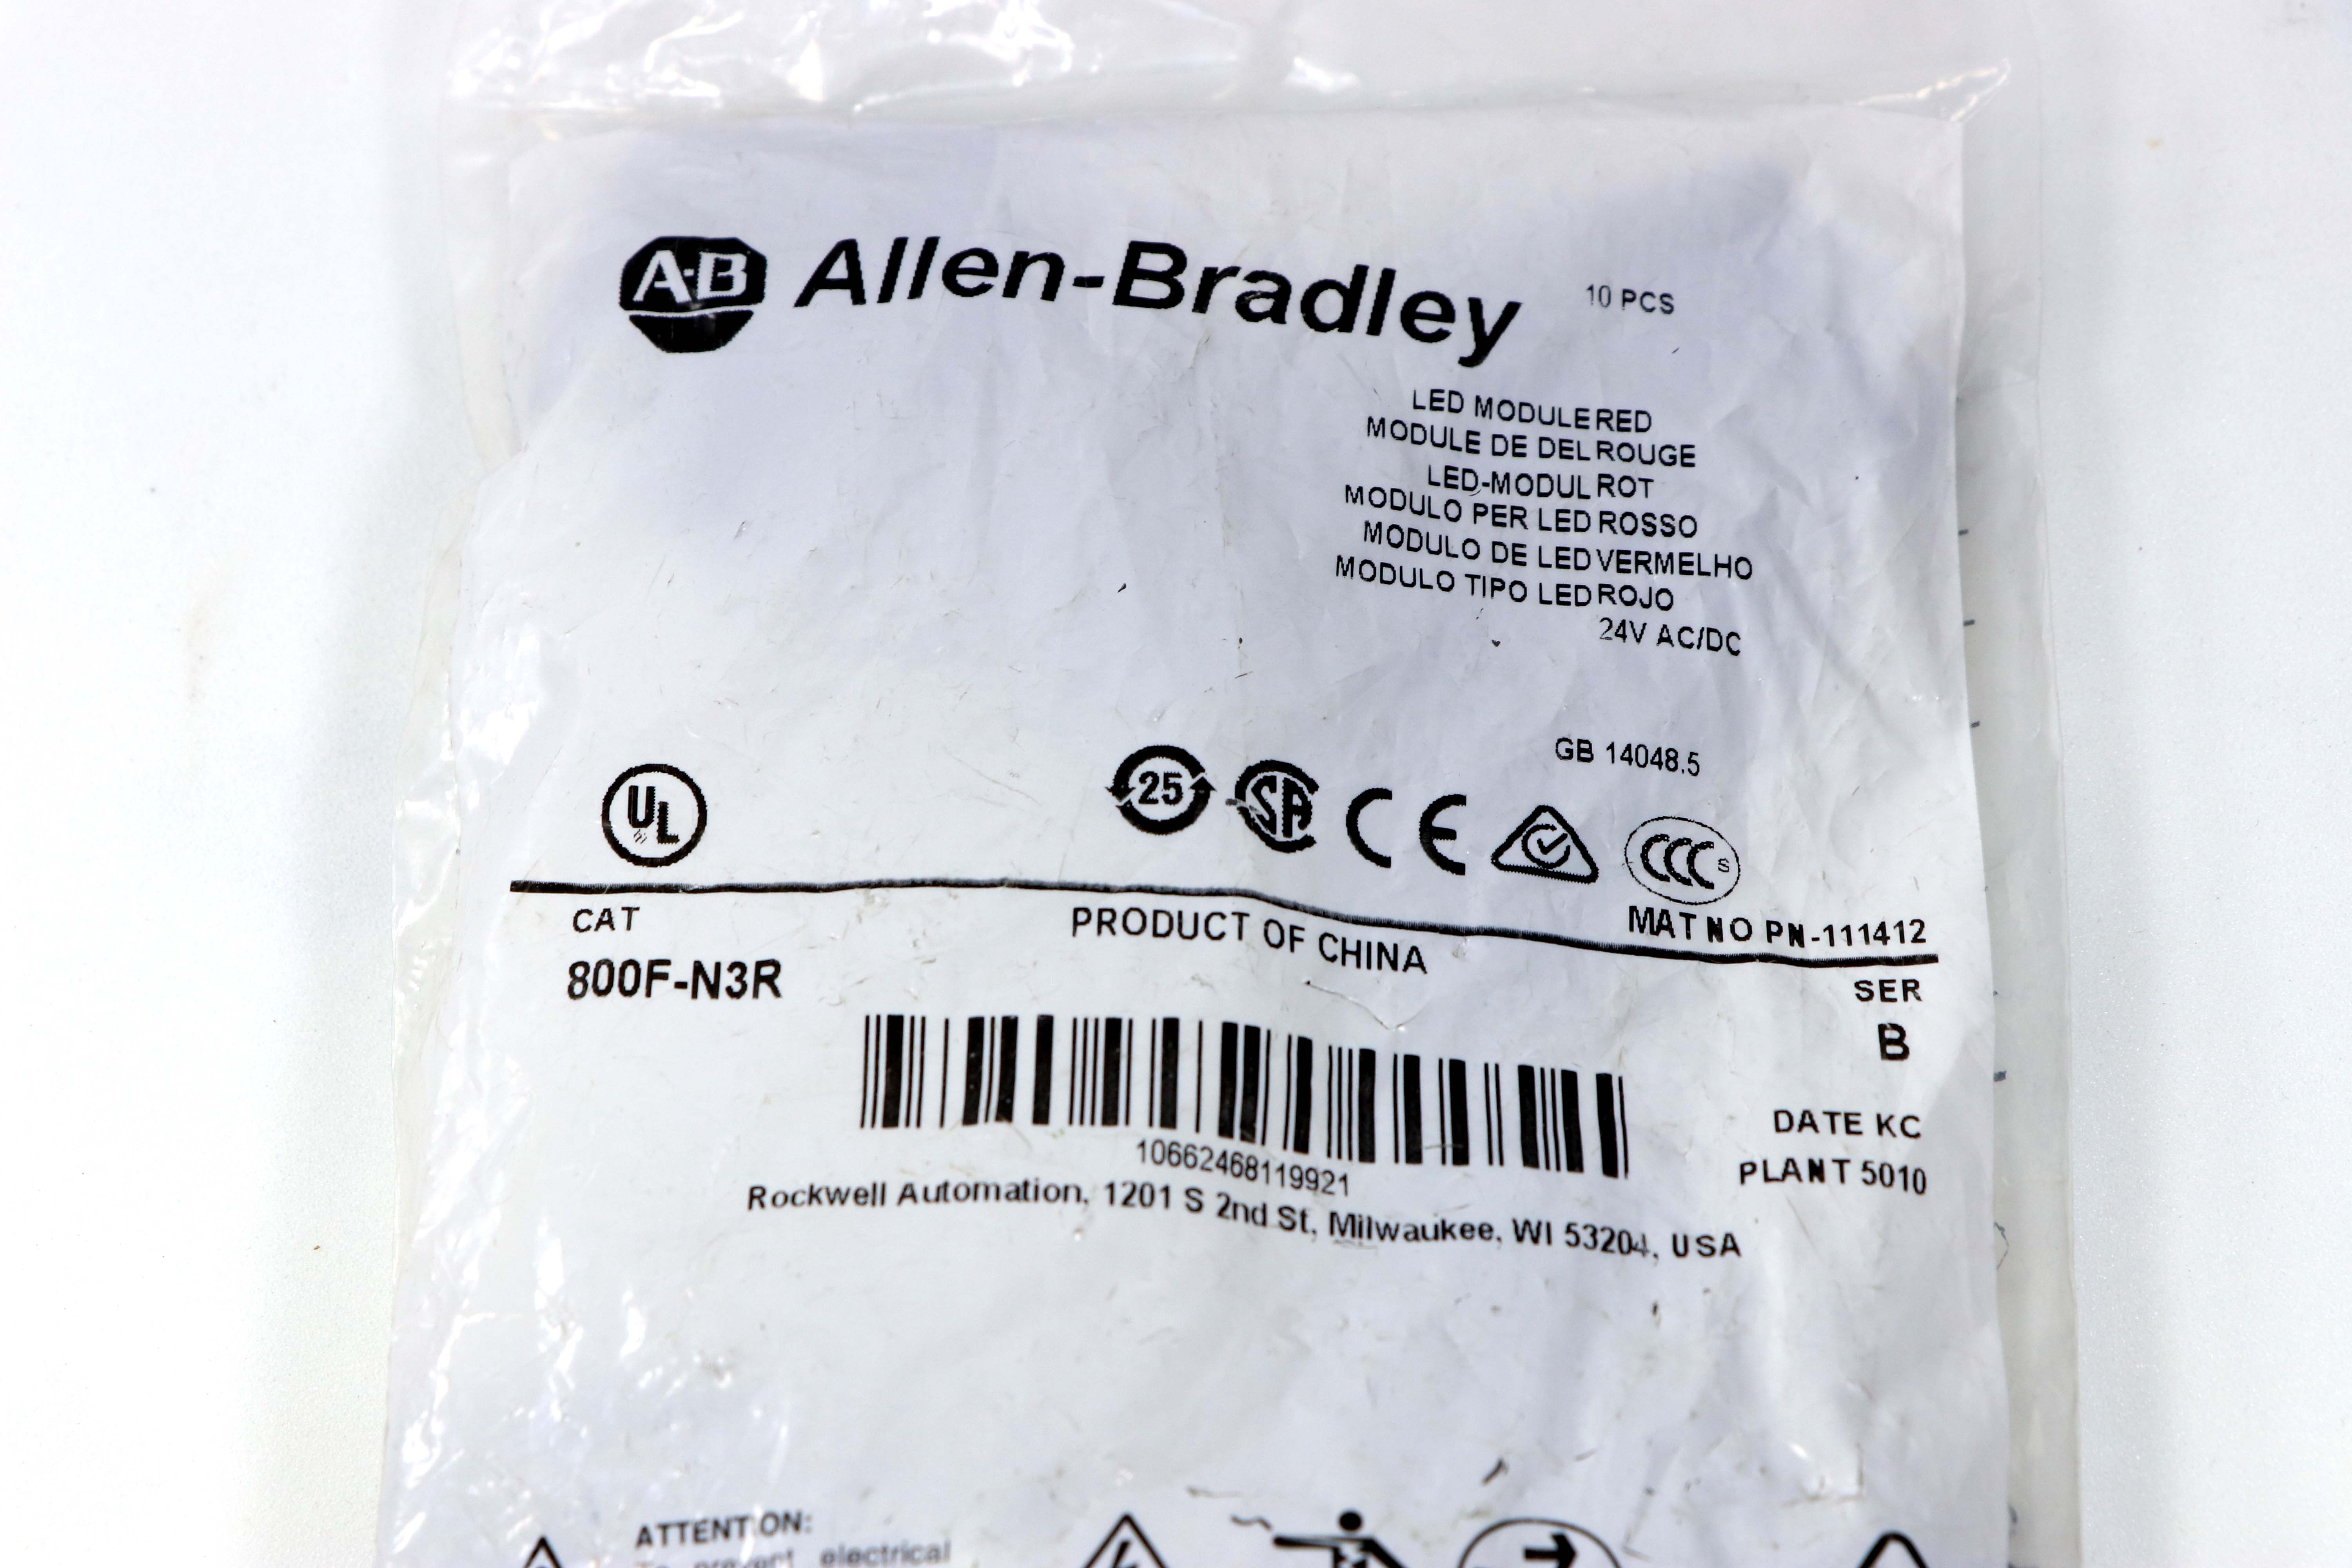 A-B Allen-Bradley 10 PCS
LED MODULE RED
MODULE DE DEL ROUGE
LED-MODUL ROT
MODULO PER LED ROSSO
MODULO DE LED VERMELHO
MODULO TIPO LED ROJO
24V AC/DC
GB 14048.5
UL 25 SA CE CCC S
MAT NO PN-111412
CAT PRODUCT OF CHINA SER
800F-N3R B
DATE KC
PLANT 5010
10662468119921
Rockwell Automation, 1201 S 2nd St, Milwaukee, WI 53204, USA
ATTENTION:
To prevent electrical